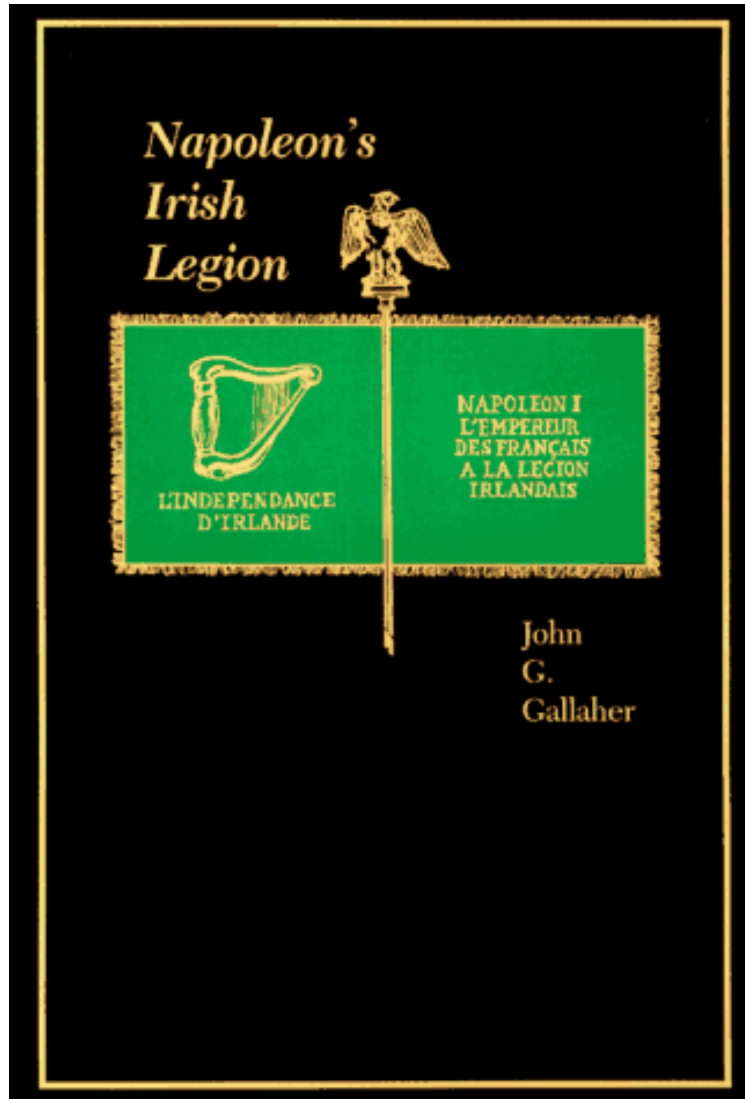 Napoleon's
Irish
Legion
L'INDEPENDANCE
D'IRLANDE
NAPOLEON I
L'EMPEREUR
DES FRANÇAIS
A LA LEGION
IRLANDAIS
John
G.
Gallaher